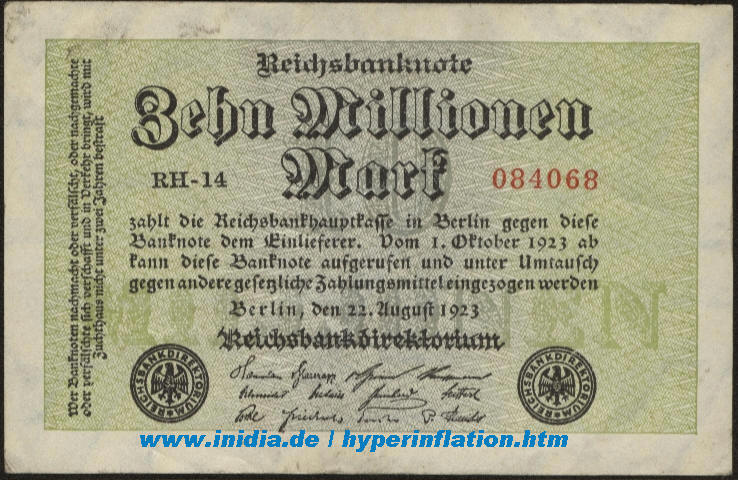 Reichsbanknote
Zehn Millionen
Mark
RH-14
084068
zahlt die Reichsbankhauptkasse in Berlin gegen diese
Banknote dem Einlieferer. Vom 1. Oktober 1923 ab
kann diese Banknote aufgerufen und unter Umtausch
gegen andere gesetzliche Zahlungsmittel eingezogen werden
Berlin, den 22. August 1923
Reichsbankdirektorium
REICHSBANKDIREKTORIUM
REICHSBANKDIREKTORIUM
Wer Banknoten nachmacht oder verfälscht, oder nachgemachte
oder verfälschte sich verschafft und in Verkehr bringt, wird mit
Zuchthaus nicht unter zwei Jahren bestraft
www.inidia.de / hyperinflation.htm